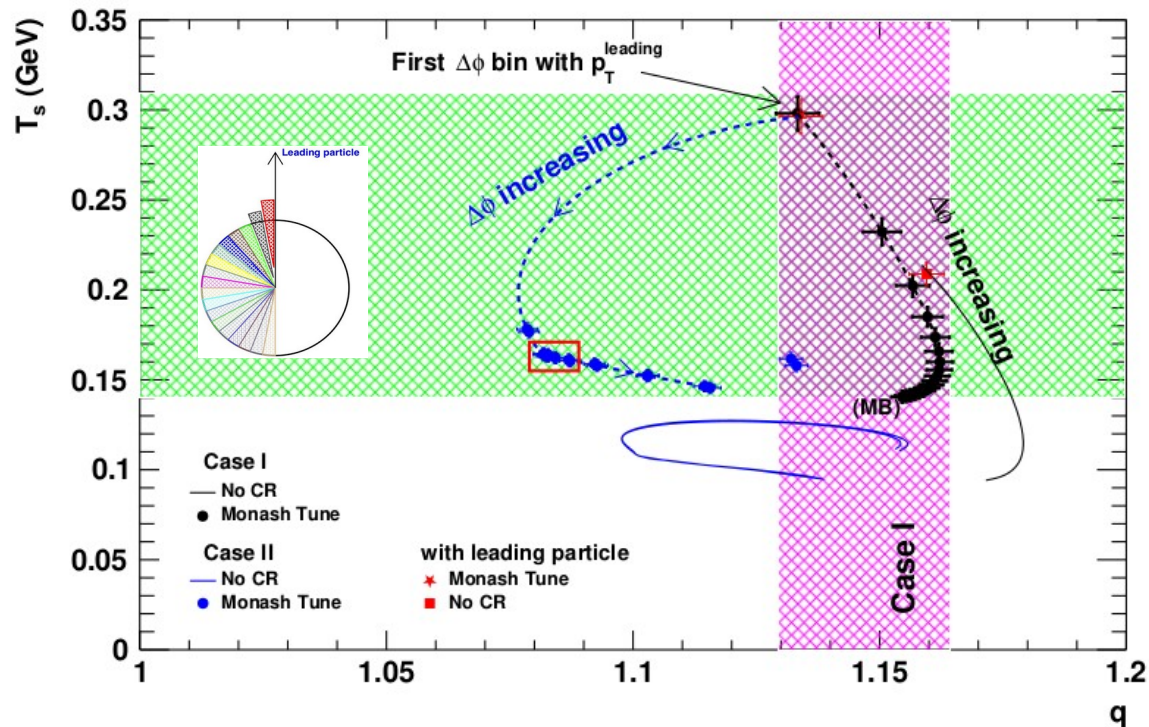 T_s (GeV)
0.35
0.3
0.25
0.2
0.15
0.1
0.05
0
First Δϕ bin with p_T^leading
Leading particle
Δϕ increasing
Δϕ increasing
(MB)
Case I
No CR
Monash Tune
Case II
No CR
Monash Tune
with leading particle
Monash Tune
No CR
Case I
1
1.05
1.1
1.15
1.2
q